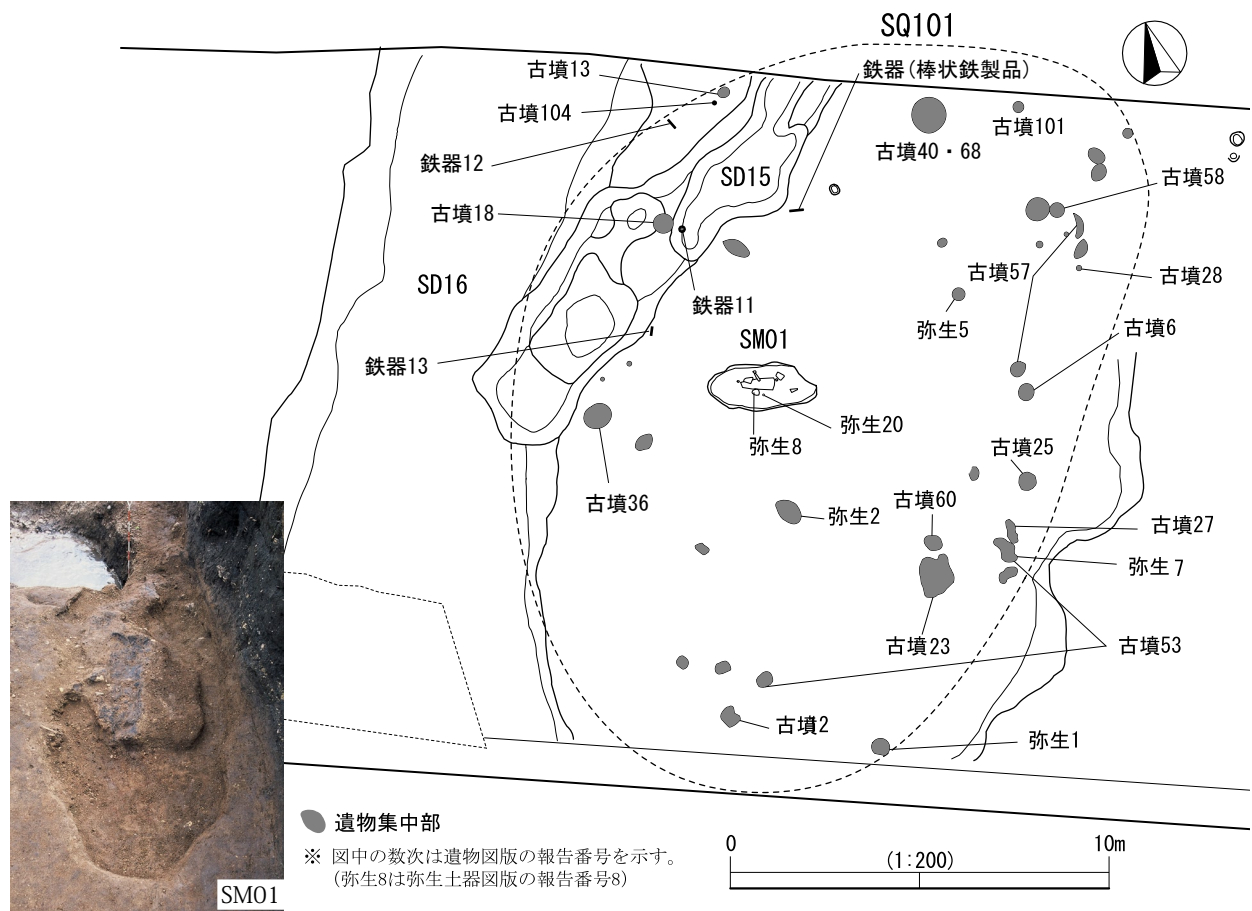 SQ101
古墳13
鉄器(棒状鉄製品)
古墳104
古墳101
古墳40・68
鉄器12
SD15
古墳58
古墳18
SD16
古墳57
古墳28
鉄器11
弥生5
古墳6
SM01
鉄器13
弥生20
弥生8
古墳25
古墳36
古墳60
弥生2
古墳27
弥生7
古墳23
古墳53
古墳2
弥生1
遺物集中部
※ 図中の数次は遺物図版の報告番号を示す。
(弥生8は弥生土器図版の報告番号8)
0
10m
(1:200)
SM01